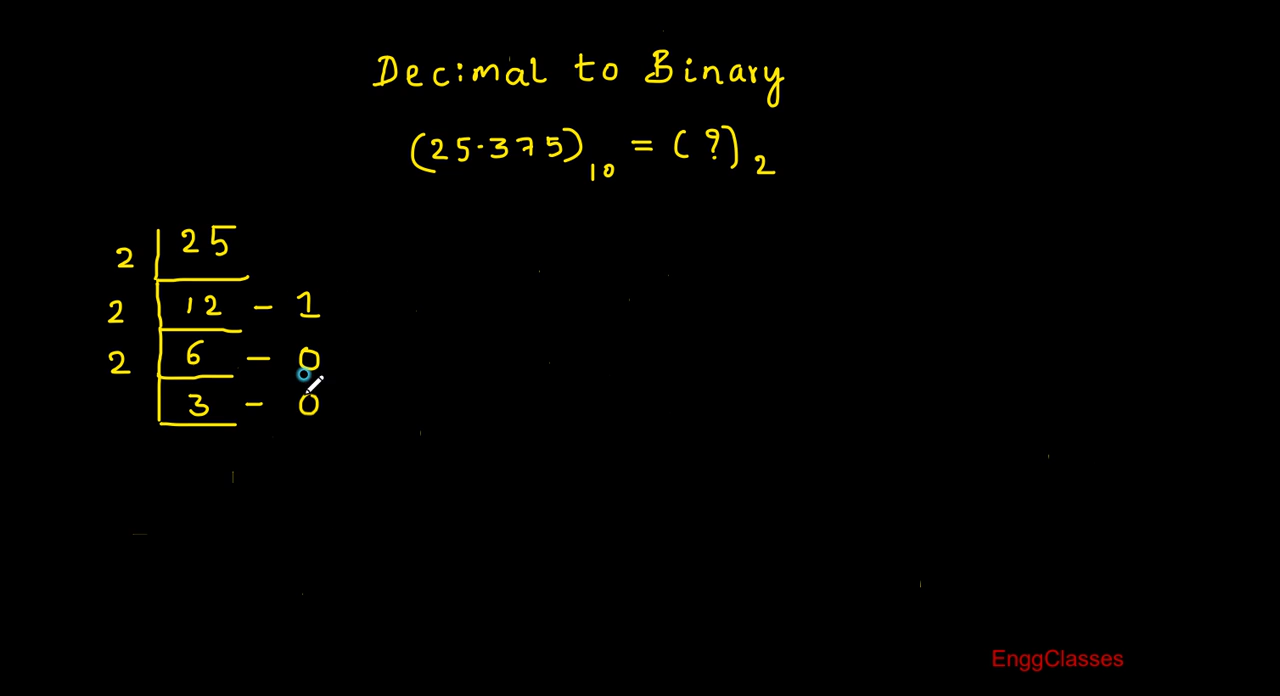 Decimal to Binary
(25.375)10 = (?)2
2 | 25
2 | 12 - 1
2 | 6 - 0
3 - 0
EnggClasses